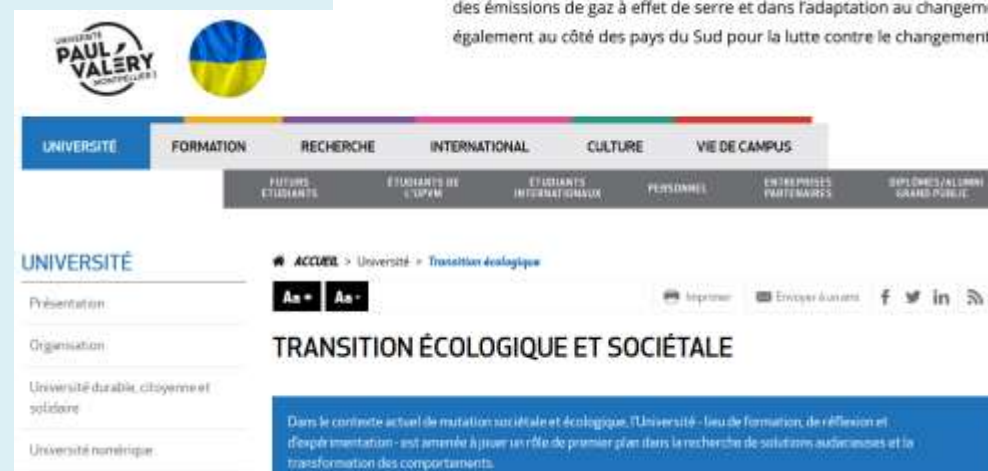 des émissions de gaz à effet de serre et dans l'adaptation au changem
également au côté des pays du Sud pour la lutte contre le changement
UNIVERSITÉ
PAUL
VALÉRY
MONTPELLIER 3
UNIVERSITÉ FORMATION RECHERCHE INTERNATIONAL CULTURE VIE DE CAMPUS
FUTURS ÉTUDIANTS DE ÉTUDIANTS PERSONNEL ENTREPRISES DIPLÔMÉS/ALUMNI
ÉTUDIANTS L'UPVM INTERNATIONAUX PARTENAIRES GRAND PUBLIC
UNIVERSITÉ
ACCUEIL > Université > Transition écologique
Présentation
Aa+ Aa-
Imprimer Envoyer à un ami
Organisation
TRANSITION ÉCOLOGIQUE ET SOCIÉTALE
Université durable, citoyenne et
solidaire
Université numérique
Dans le contexte actuel de mutation sociétale et écologique, l'Université - lieu de formation, de réflexion et
d'expérimentation - est amenée à jouer un rôle de premier plan dans la recherche de solutions audacieuses et la
transformation des comportements.